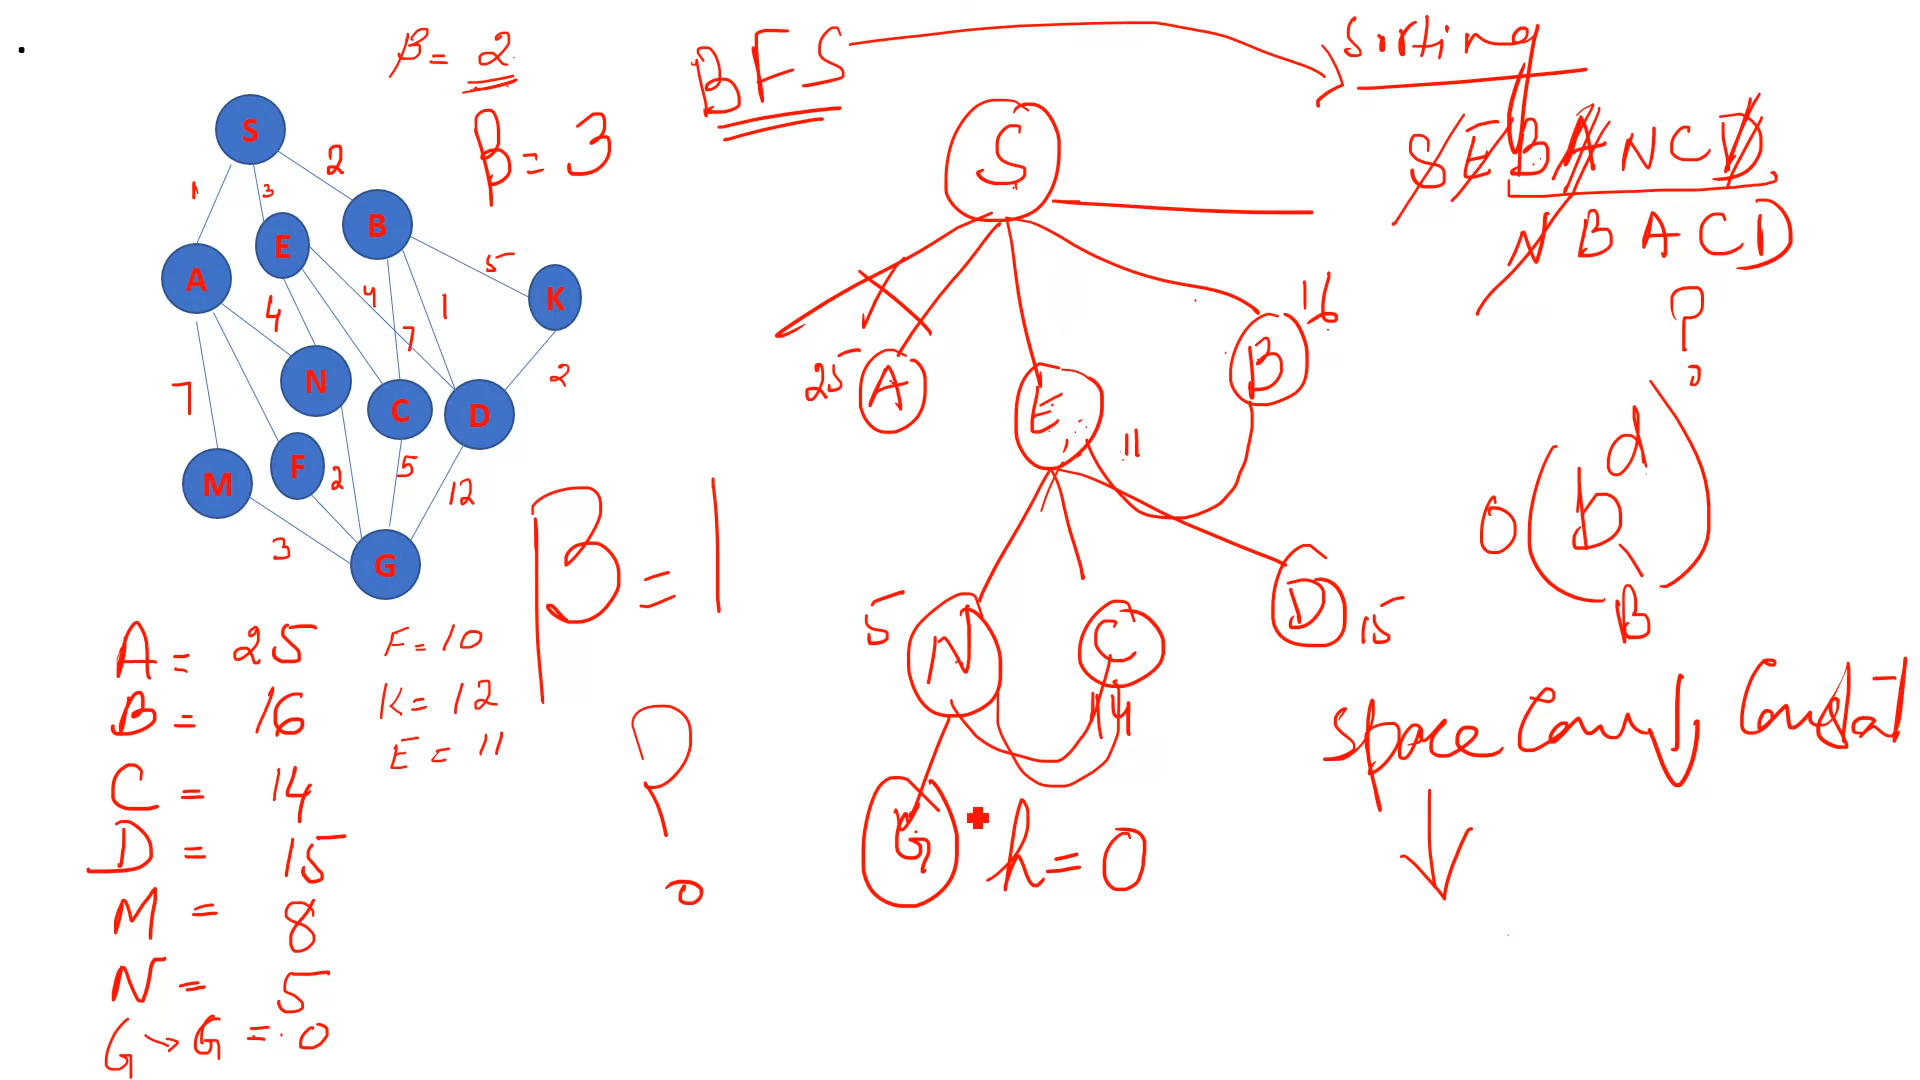 β = 2
B = 3
BFS
Sorting
S E B A N C D
N B A C D
?
S
1
3
2
B
E
A
K
5
4
4
7
1
N
C
D
2
7
M
F
2
5
12
3
G
S
25 A
E 11
B 16
5 N
C 14
D 15
G h = 0
B = 1
?
O ( b d )
B
Space Constant
A = 25
B = 16
C = 14
D = 15
M = 8
N = 5
G → G = 0
F = 10
K = 12
E = 11